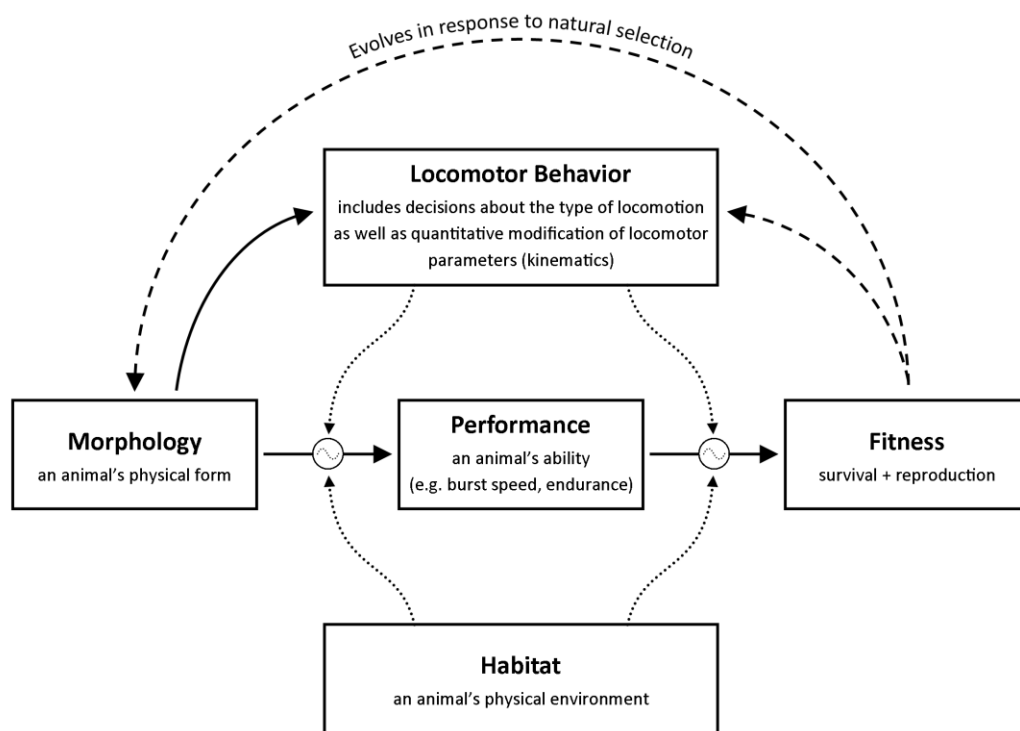 Evolves in response to natural selection
Locomotor Behavior
includes decisions about the type of locomotion
as well as quantitative modification of locomotor
parameters (kinematics)
Morphology
an animal’s physical form
Performance
an animal’s ability
(e.g. burst speed, endurance)
Fitness
survival + reproduction
Habitat
an animal’s physical environment